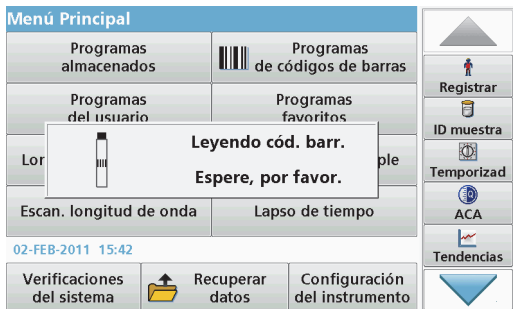 Menú Principal
Programas
almacenados
Programas
de códigos de barras
Programas
del usuario
Programas
favoritos
Leyendo cód. barr.
Espere, por favor.
Escan. longitud de onda
Lapso de tiempo
02-FEB-2011 15:42
Verificaciones
del sistema
Recuperar
datos
Configuración
del instrumento
Registrar
ID muestra
Temporizad
ACA
Tendencias